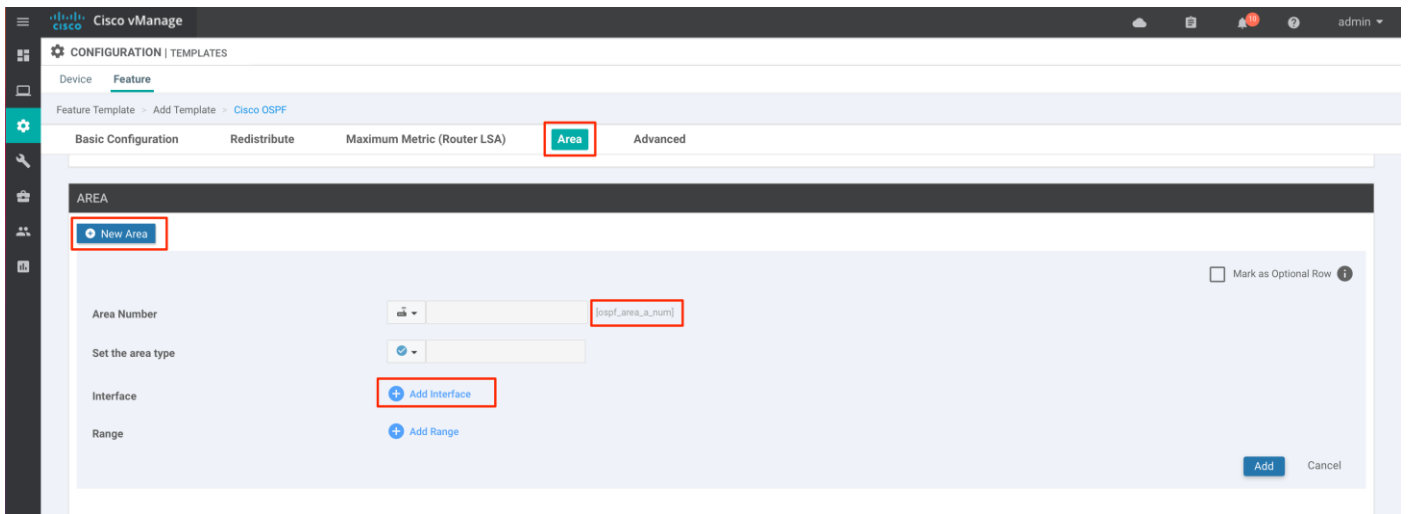 cisco Cisco vManage 10 admin
CONFIGURATION | TEMPLATES
Device Feature
Feature Template > Add Template > Cisco OSPF
Basic Configuration Redistribute Maximum Metric (Router LSA) Area Advanced
AREA
New Area
Mark as Optional Row
Area Number [ospf_area_a_num]
Set the area type
Interface Add Interface
Range Add Range
Add Cancel